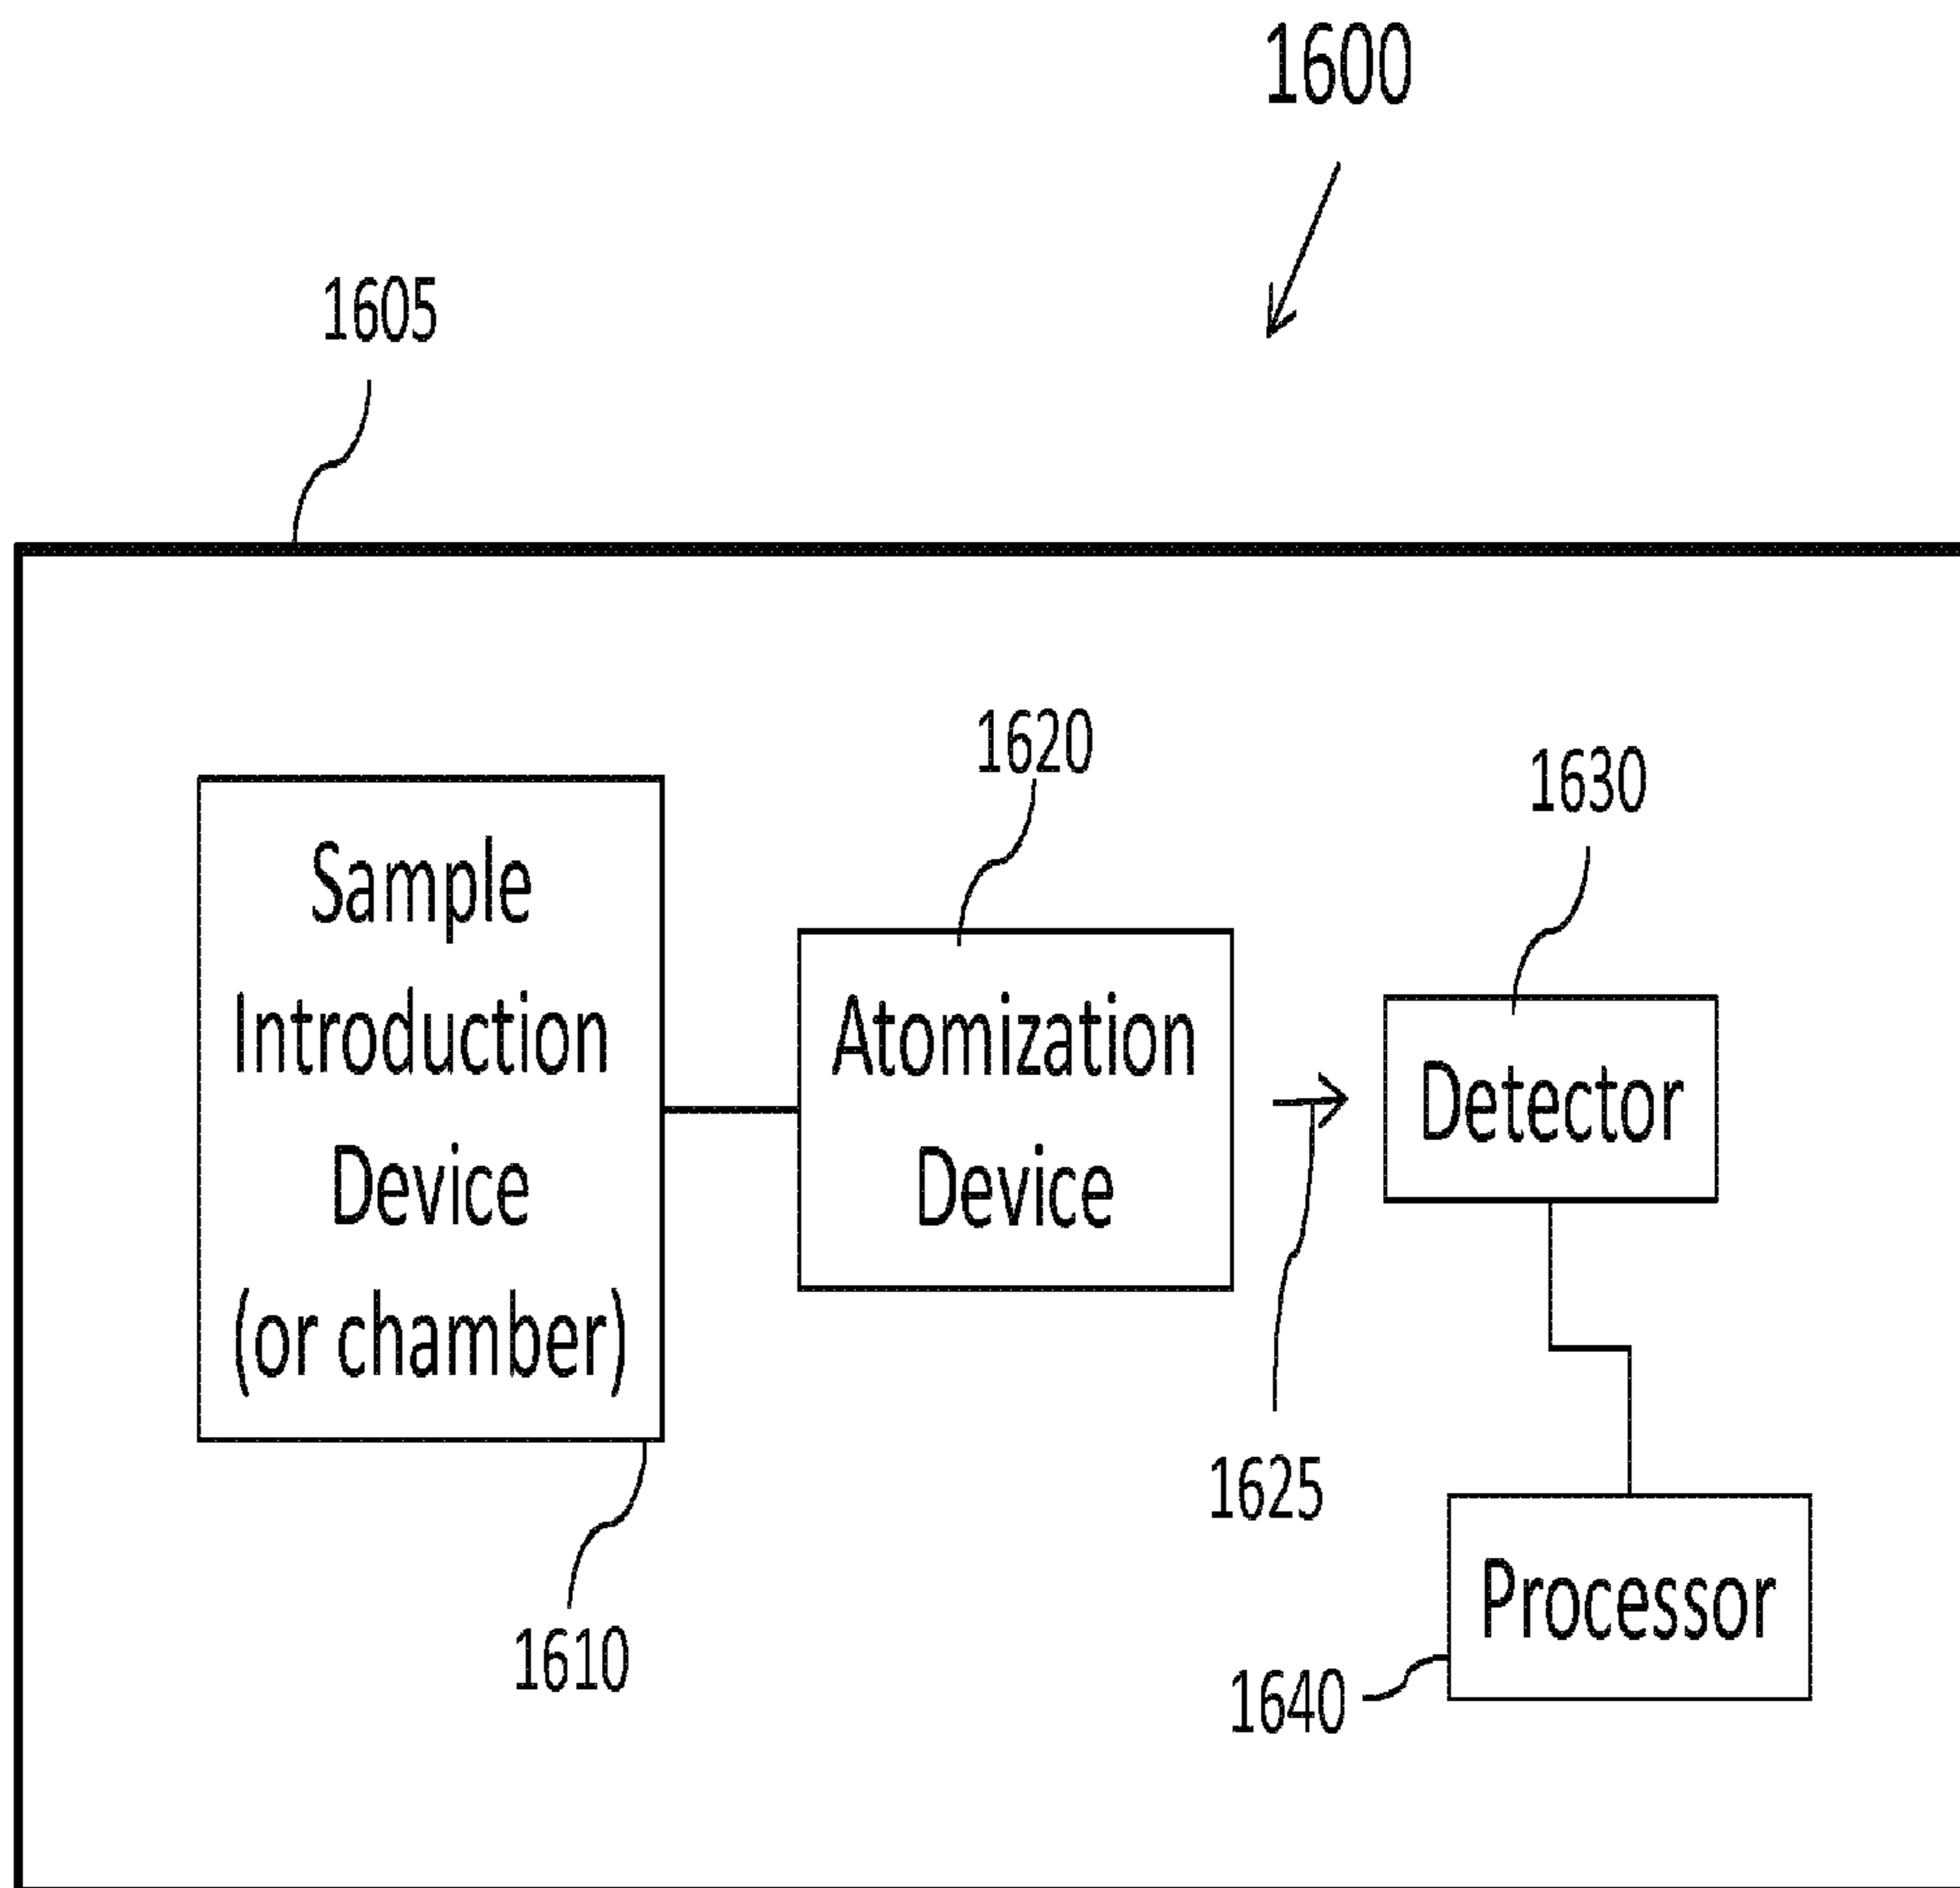 1600
1605
1620
1630
Sample
Introduction
Device
(or chamber)
Atomization
Device
Detector
1625
Processor
1610
1640